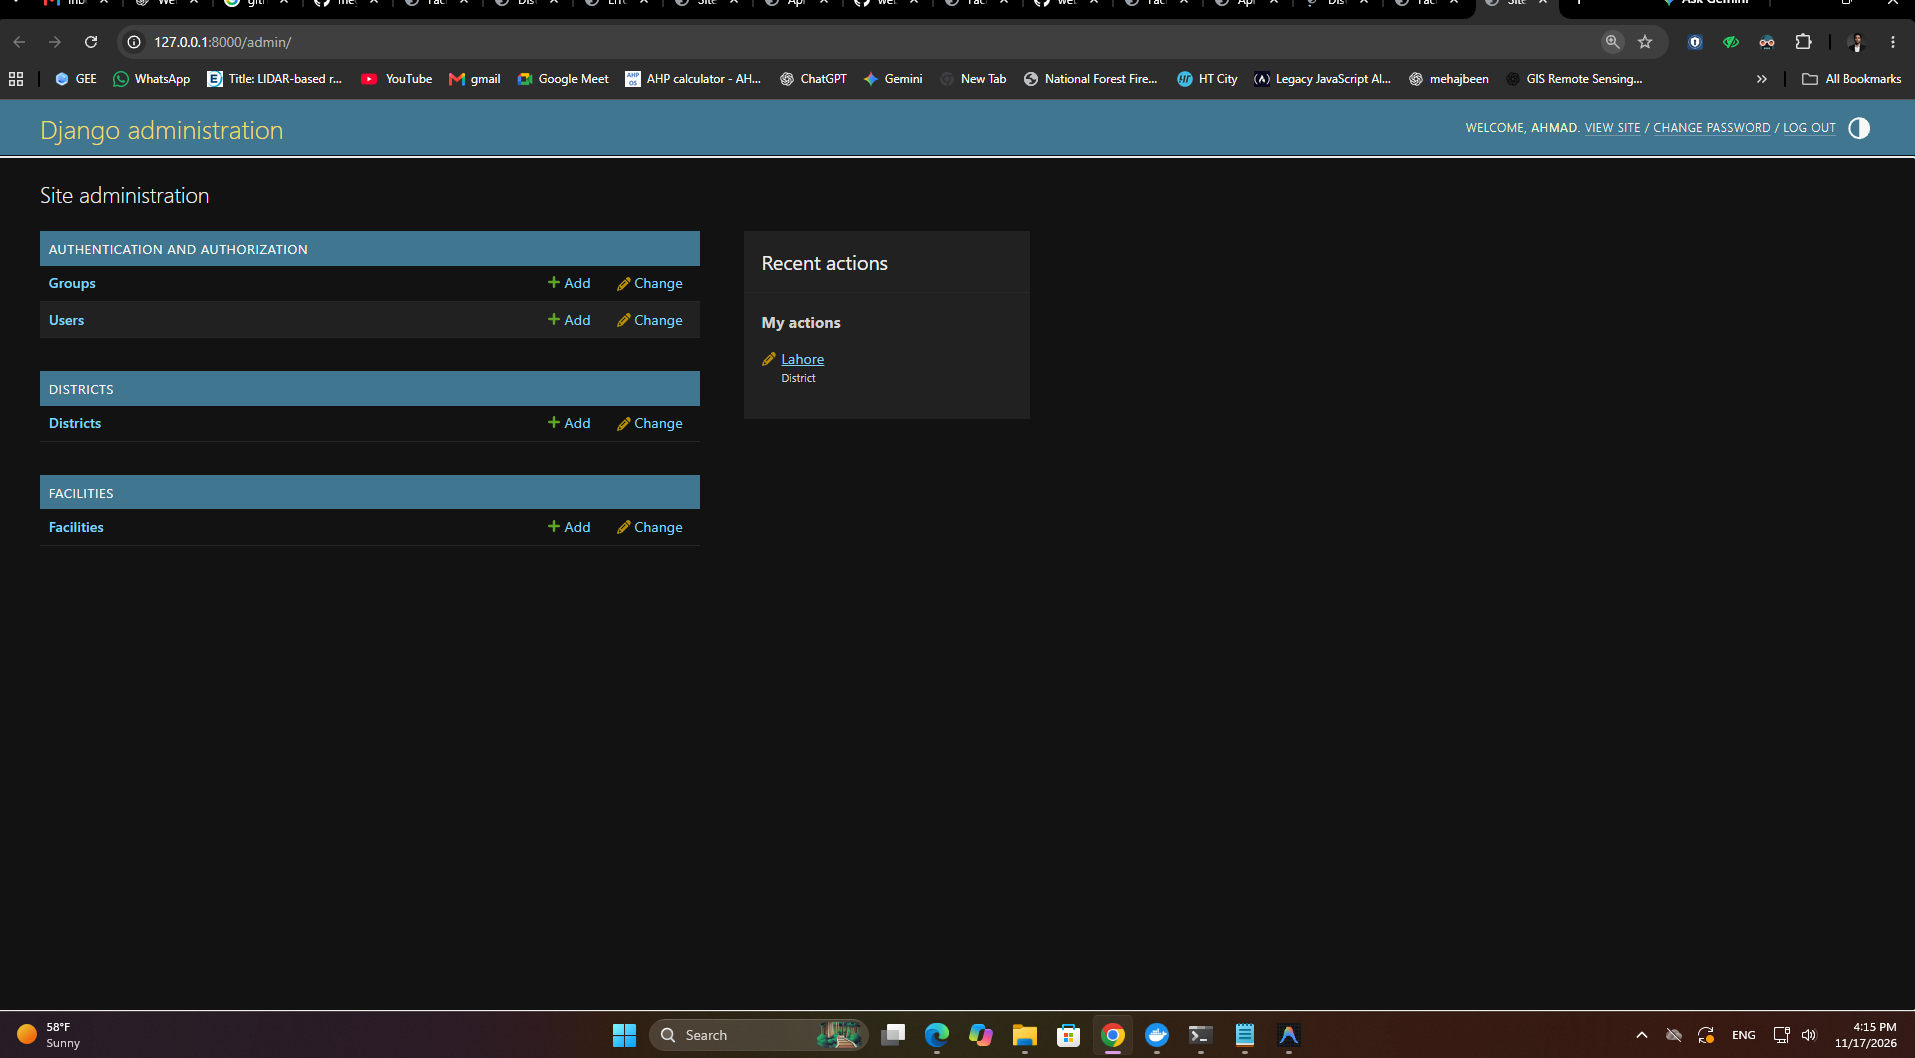 127.0.0.1:8000/admin/
GEE WhatsApp Title: LIDAR-based r... YouTube gmail Google Meet AHP calculator - AH... ChatGPT Gemini New Tab National Forest Fire... HT City Legacy JavaScript Al... mehajbeen GIS Remote Sensing... All Bookmarks
Django administration
WELCOME, AHMAD. VIEW SITE / CHANGE PASSWORD / LOG OUT
Site administration
AUTHENTICATION AND AUTHORIZATION
Groups Add Change
Users Add Change
DISTRICTS
Districts Add Change
FACILITIES
Facilities Add Change
Recent actions
My actions
Lahore
District
58°F
Sunny
Search
ENG
4:15 PM
11/17/2026